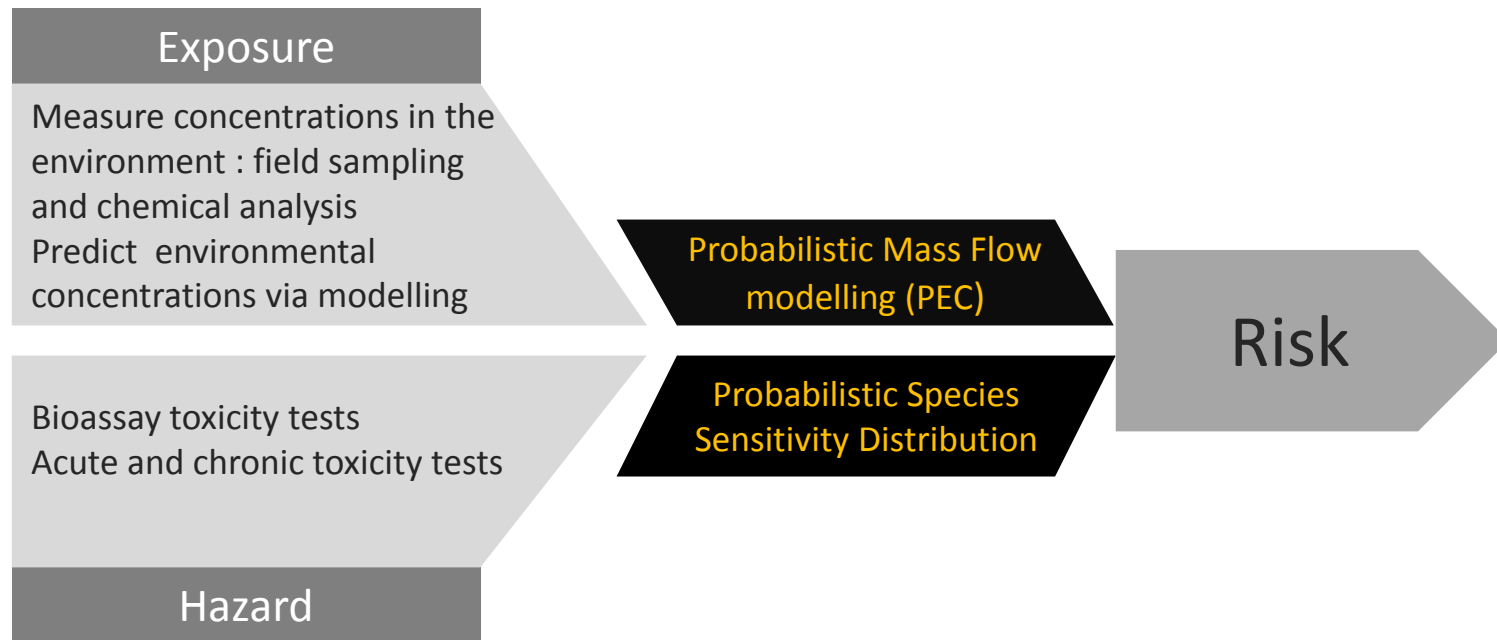 Exposure
Measure concentrations in the
environment : field sampling
and chemical analysis
Predict  environmental
concentrations via modelling
Probabilistic Mass Flow
modelling (PEC)
Risk
Probabilistic Species
Sensitivity Distribution
Bioassay toxicity tests
Acute and chronic toxicity tests
Hazard